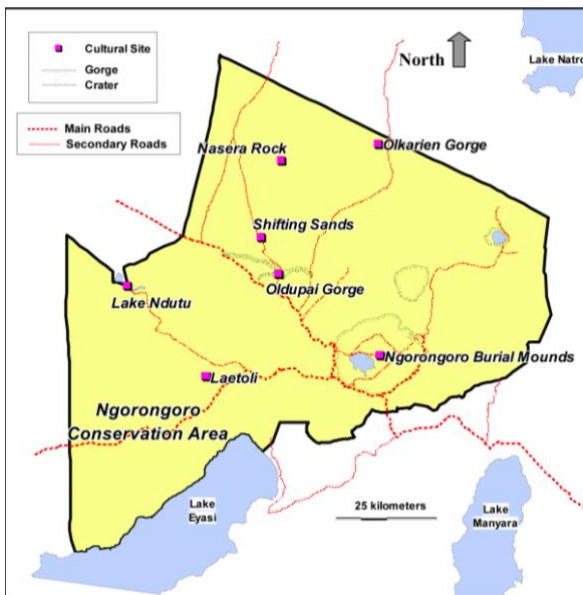 Cultural Site
Gorge
Crater
Main Roads
Secondary Roads
North
Lake Natro
Nasera Rock
Olkarien Gorge
Shifting Sands
Oldupai Gorge
Lake Ndutu
Ngorongoro Burial Mounds
Laetoli
Ngorongoro
Conservation Area
Lake
Eyasi
25 kilometers
Lake
Manyara